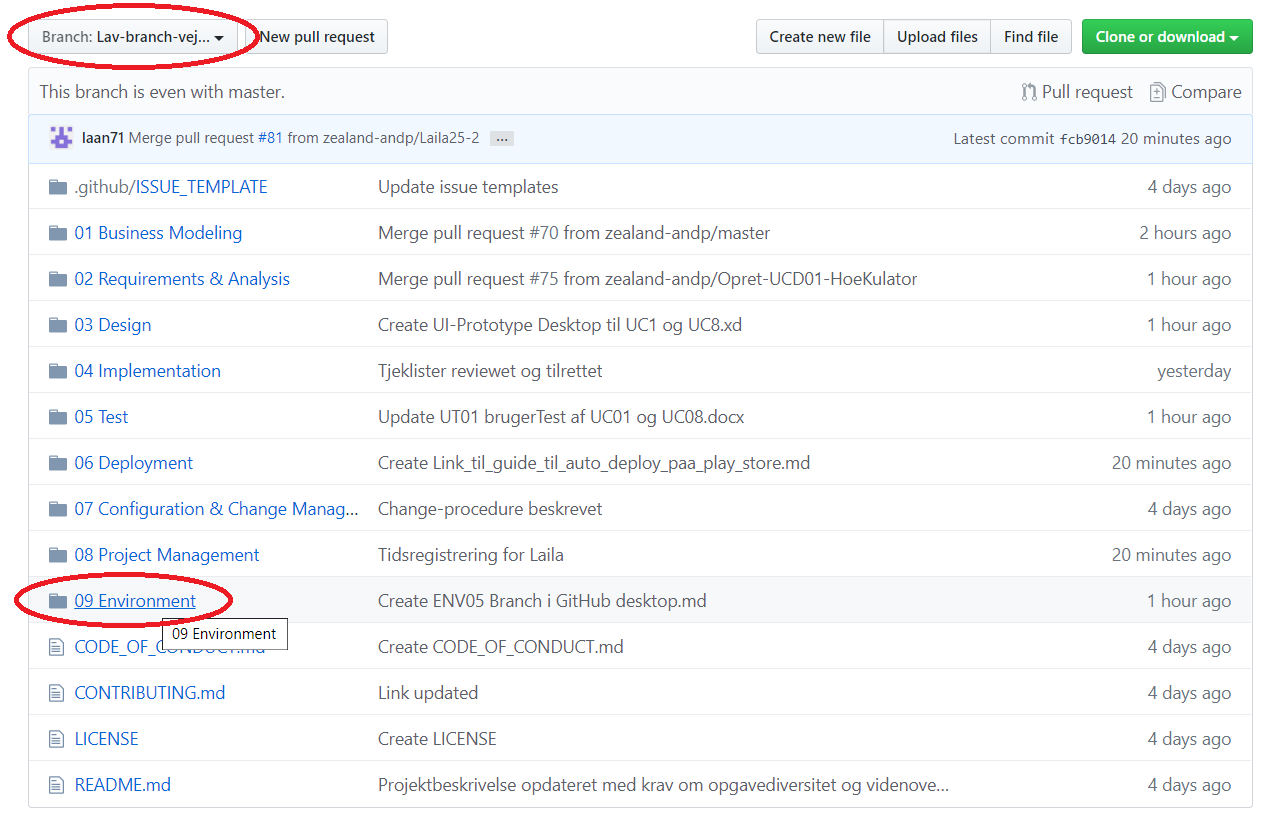 Branch: Lav-branch-vej... New pull request Create new file Upload files Find file Clone or download
This branch is even with master. Pull request Compare
laan71 Merge pull request #81 from zealand-andp/Laila25-2 ... Latest commit fcb9014 20 minutes ago
.github/ISSUE_TEMPLATE Update issue templates 4 days ago
01 Business Modeling Merge pull request #70 from zealand-andp/master 2 hours ago
02 Requirements & Analysis Merge pull request #75 from zealand-andp/Opret-UCD01-HoeKulator 1 hour ago
03 Design Create UI-Prototype Desktop til UC1 og UC8.xd 1 hour ago
04 Implementation Tjeklister reviewet og tilrettet yesterday
05 Test Update UT01 brugerTest af UC01 og UC08.docx 1 hour ago
06 Deployment Create Link_til_guide_til_auto_deploy_paa_play_store.md 20 minutes ago
07 Configuration & Change Manag... Change-procedure beskrevet 4 days ago
08 Project Management Tidsregistrering for Laila 20 minutes ago
09 Environment Create ENV05 Branch i GitHub desktop.md 1 hour ago
09 Environment
CODE_OF_CONDUCT.md Create CODE_OF_CONDUCT.md 4 days ago
CONTRIBUTING.md Link updated 4 days ago
LICENSE Create LICENSE 4 days ago
README.md Projektbeskrivelse opdateret med krav om opgavediversitet og videnove... 4 days ago